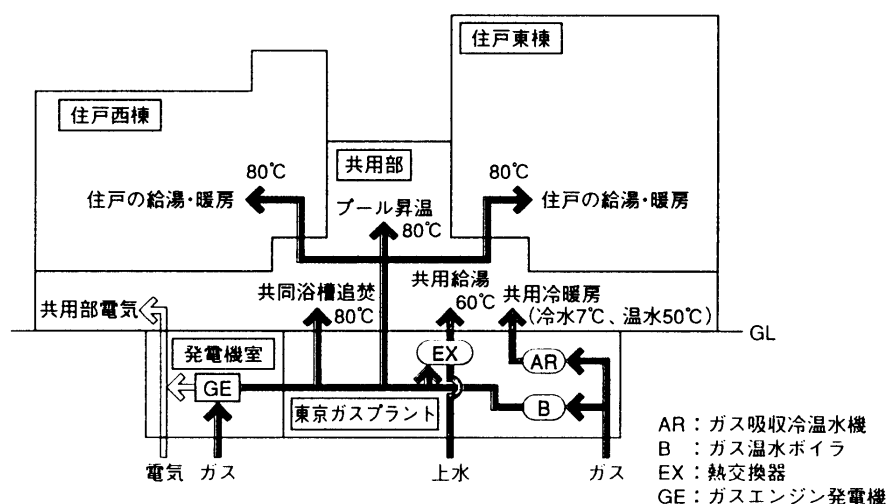 住戸東棟
住戸西棟
共用部
80℃
80℃
住戸の給湯・暖房
住戸の給湯・暖房
プール昇温
80℃
共用給湯
60℃
共同浴槽追焚
80℃
共用冷暖房
(冷水7℃、温水50℃)
共用部電気
GL
発電機室
EX
AR
GE
東京ガスプラント
B
電気
ガス
上水
ガス
AR：ガス吸収冷温水機
B ：ガス温水ボイラ
EX：熱交換器
GE：ガスエンジン発電機